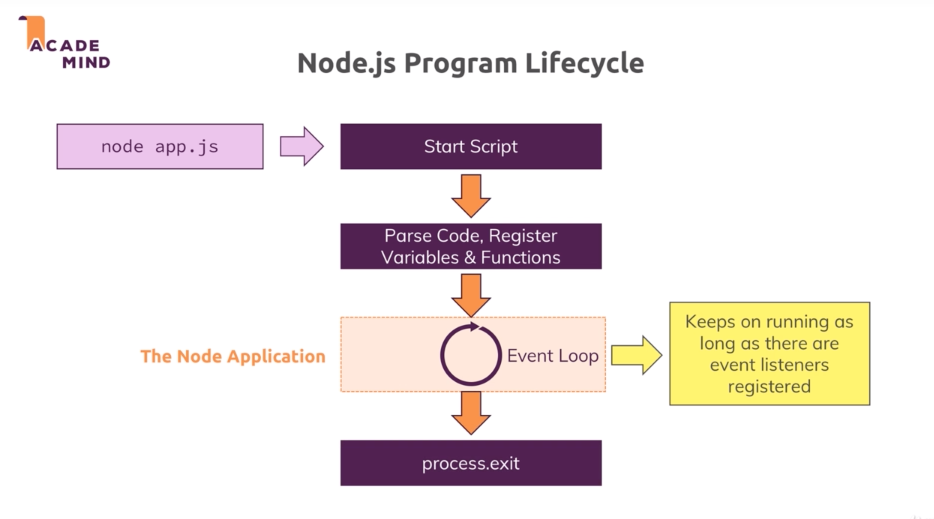 ACADE
MIND
Node.js Program Lifecycle
node app.js
Start Script
Parse Code, Register
Variables & Functions
The Node Application
Event Loop
Keeps on running as
long as there are
event listeners
registered
process.exit